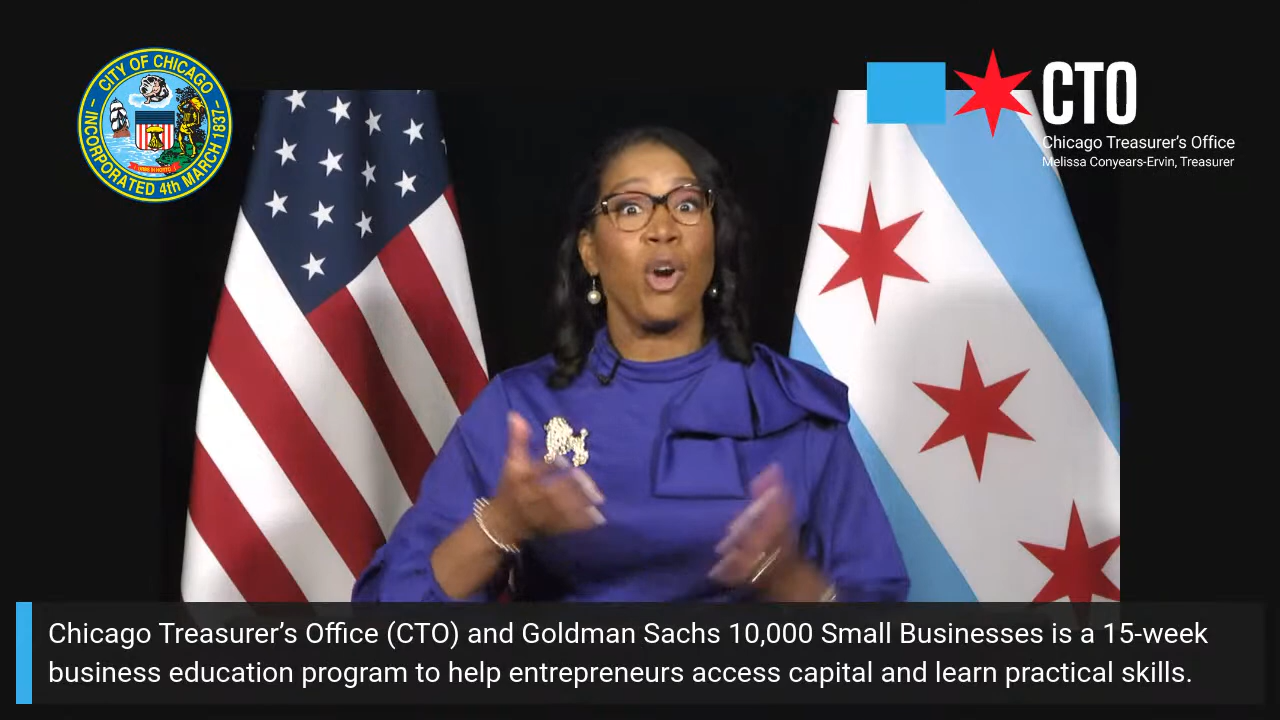 CITY OF CHICAGO
INCORPORATED 4th MARCH 1837
CTO
Chicago Treasurer's Office
Melissa Conyears-Ervin, Treasurer
Chicago Treasurer’s Office (CTO) and Goldman Sachs 10,000 Small Businesses is a 15-week
business education program to help entrepreneurs access capital and learn practical skills.